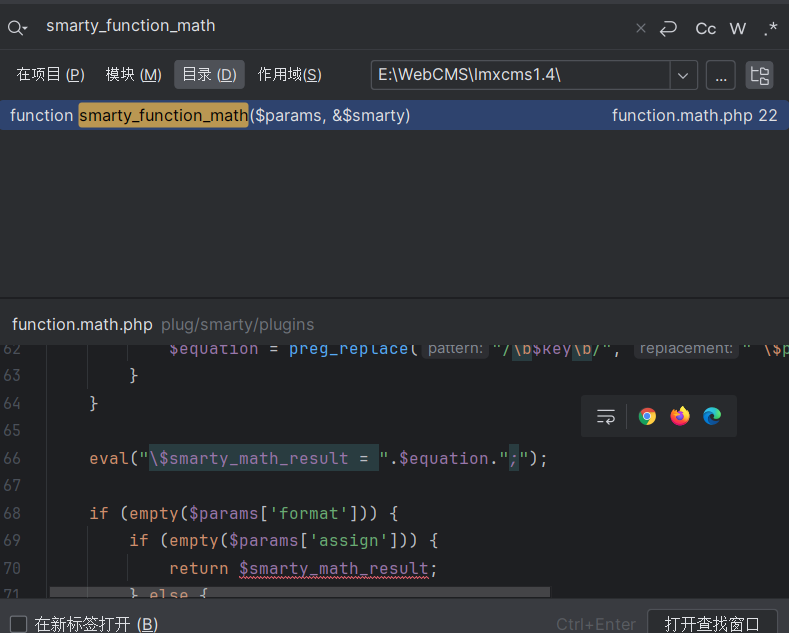 smarty_function_math × Cc W .*
在项目 (P) 模块 (M) 目录 (D) 作用域(S) E:\WebCMS\lmxcms1.4\ ...
function smarty_function_math($params, &$smarty) function.math.php 22
function.math.php plug/smarty/plugins
62 $equation = preg_replace( pattern: "/\b$key\b/", replacement: " \$p
63 }
64 }
65
66 eval("\$smarty_math_result = ".$equation.";");
67
68 if (empty($params['format'])) {
69 if (empty($params['assign'])) {
70 return $smarty_math_result;
71 } else {
在新标签打开 (B) Ctrl+Enter 打开查找窗口